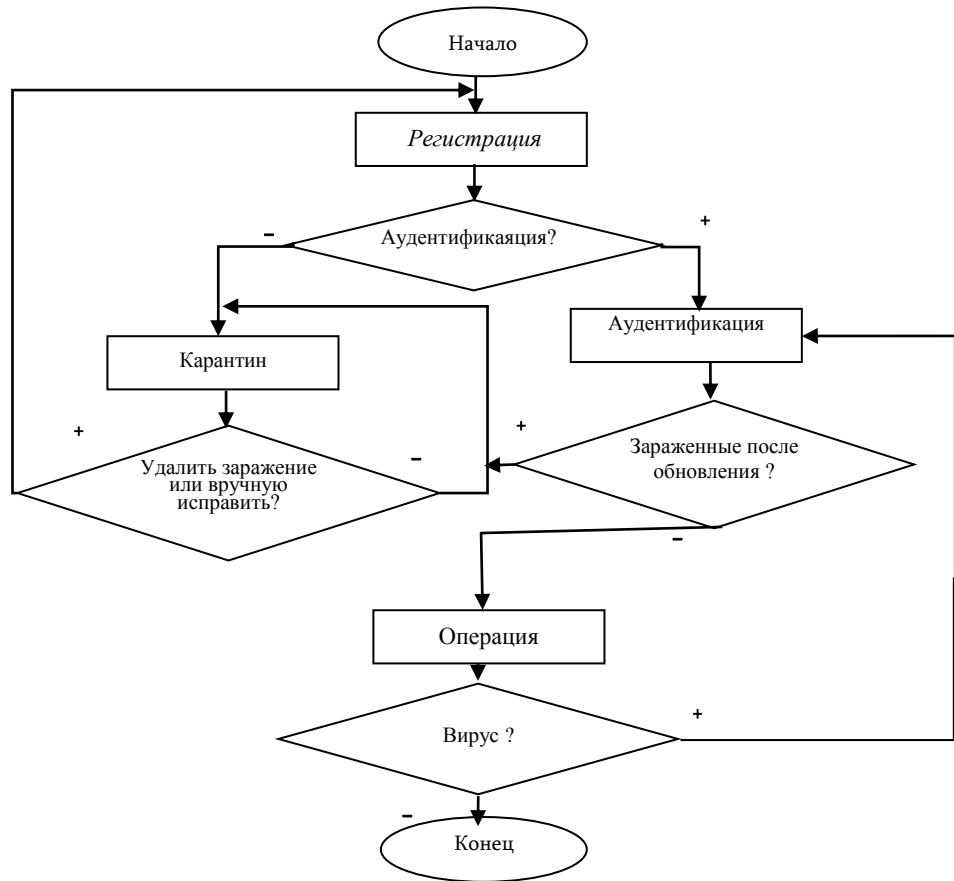 Начало
Регистрация
–
+
Аудентификаяция?
Аудентификация
Карантин
+
Удалить заражение
или вручную
исправить?
–
+
Зараженные после
обновления ?
–
Операция
+
Вирус ?
–
Конец